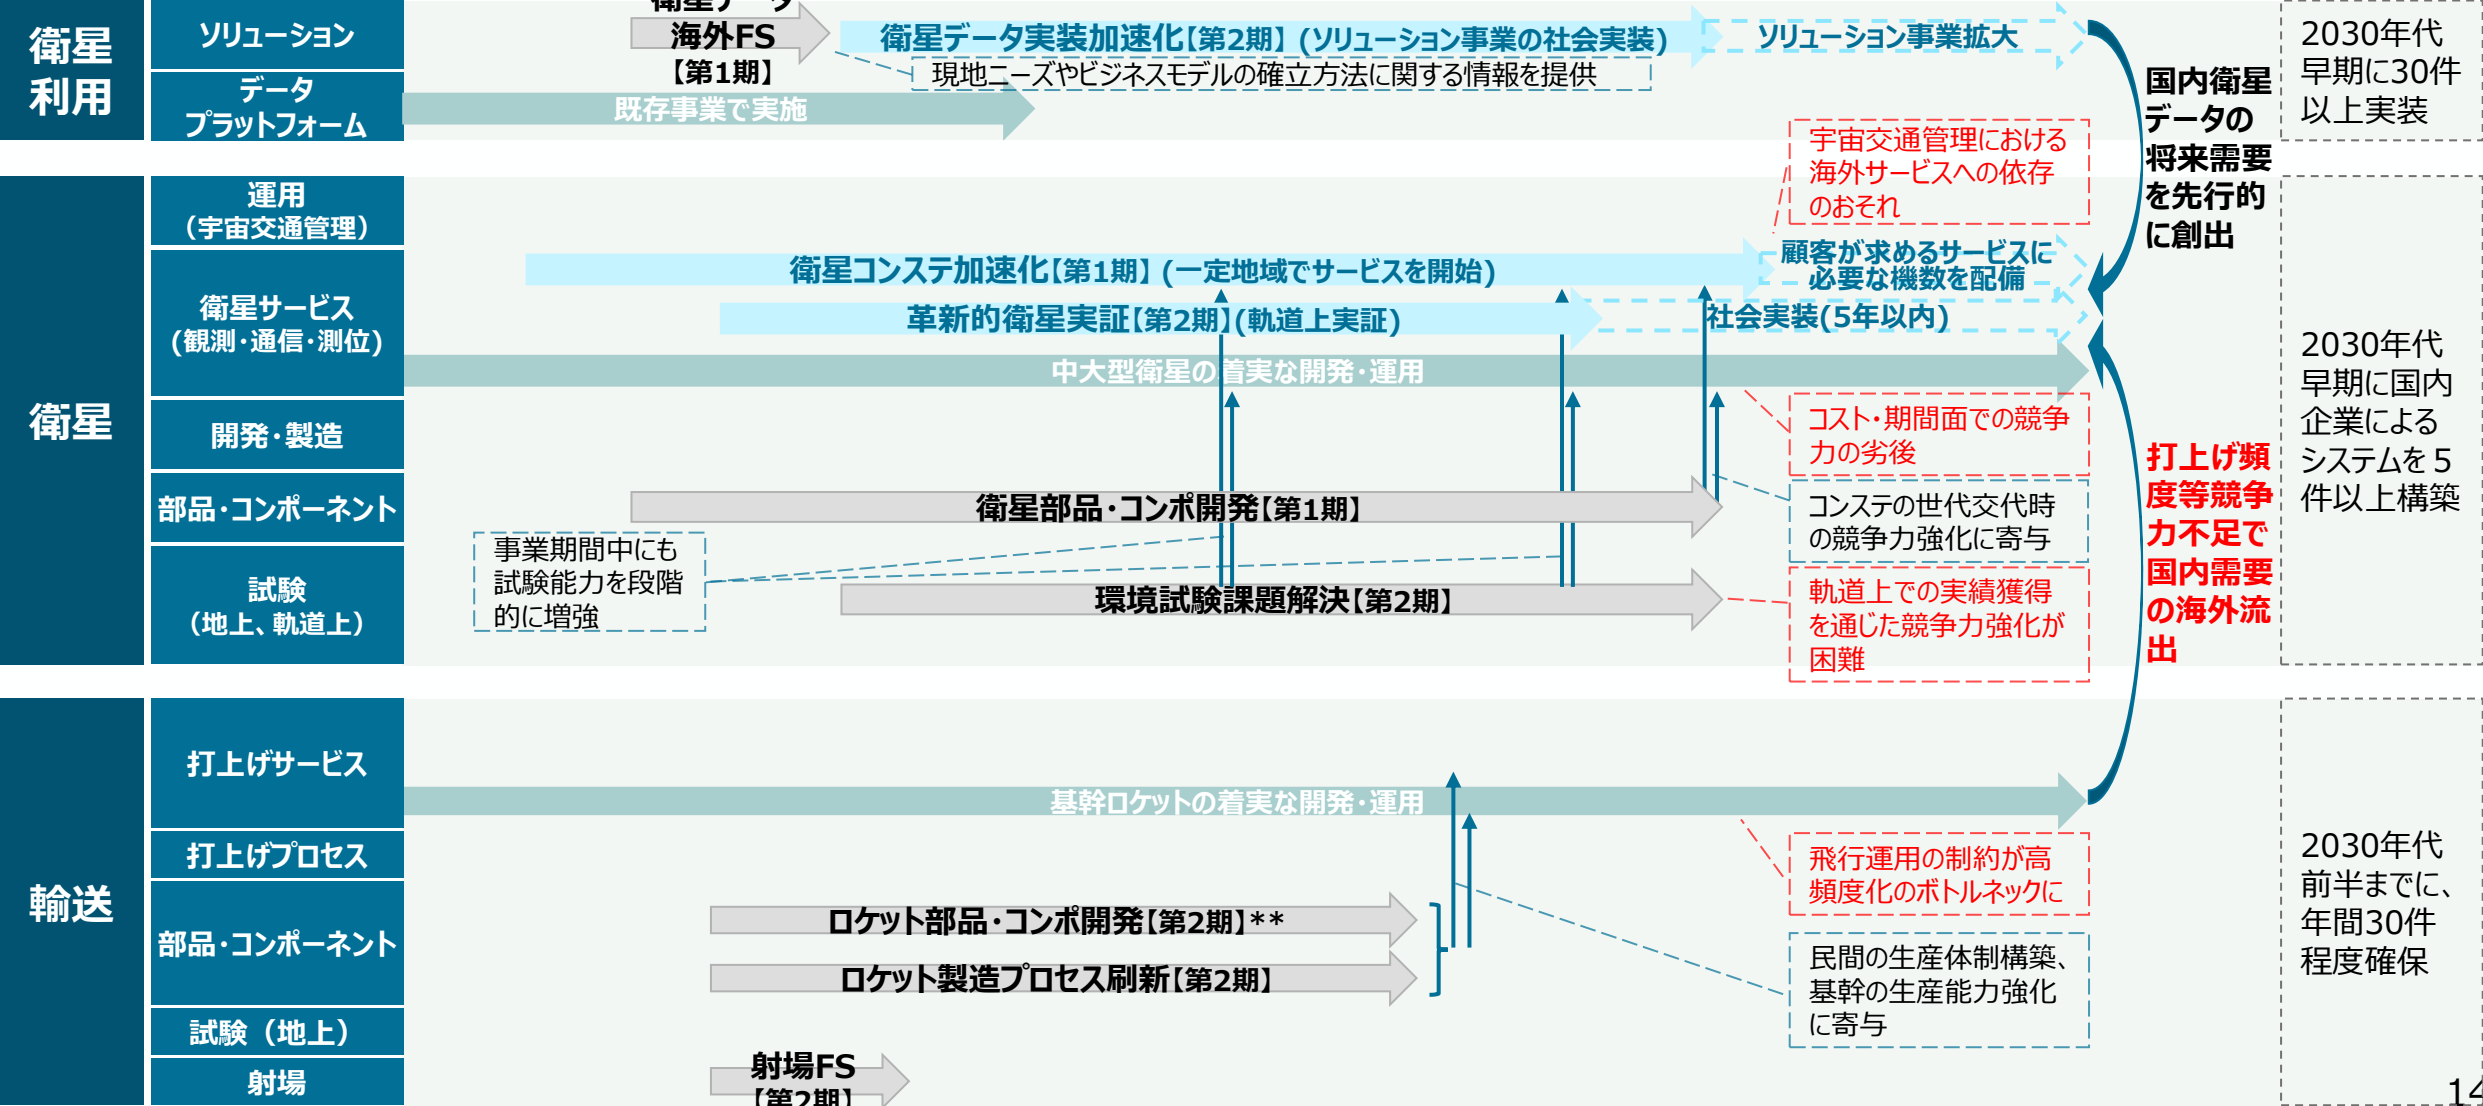 衛星
利用
ソリューション
データ
プラットフォーム
衛星データ
海外FS
【第1期】
衛星データ実装加速化【第2期】(ソリューション事業の社会実装)
ソリューション事業拡大
現地ニーズやビジネスモデルの確立方法に関する情報を提供
既存事業で実施
国内衛星
データの
将来需要
を先行的
に創出
2030年代
早期に30件
以上実装
衛星
運用
（宇宙交通管理）
衛星サービス
(観測・通信・測位)
開発・製造
部品・コンポーネント
試験
（地上、軌道上）
宇宙交通管理における
海外サービスへの依存
のおそれ
衛星コンステ加速化【第1期】(一定地域でサービスを開始)
顧客が求めるサービスに
必要な機数を配備
革新的衛星実証【第2期】(軌道上実証)
社会実装(5年以内)
中大型衛星の着実な開発・運用
コスト・期間面での競争
力の劣後
衛星部品・コンポ開発【第1期】
コンステの世代交代時
の競争力強化に寄与
事業期間中にも
試験能力を段階
的に増強
環境試験課題解決【第2期】
軌道上での実績獲得
を通じた競争力強化が
困難
打上げ頻
度等競争
力不足で
国内需要
の海外流
出
2030年代
早期に国内
企業による
システムを５
件以上構築
輸送
打上げサービス
打上げプロセス
部品・コンポーネント
試験（地上）
射場
基幹ロケットの着実な開発・運用
飛行運用の制約が高
頻度化のボトルネックに
ロケット部品・コンポ開発【第2期】**
ロケット製造プロセス刷新【第2期】
民間の生産体制構築、
基幹の生産能力強化
に寄与
射場FS
【第2期】
2030年代
前半までに、
年間30件
程度確保
14